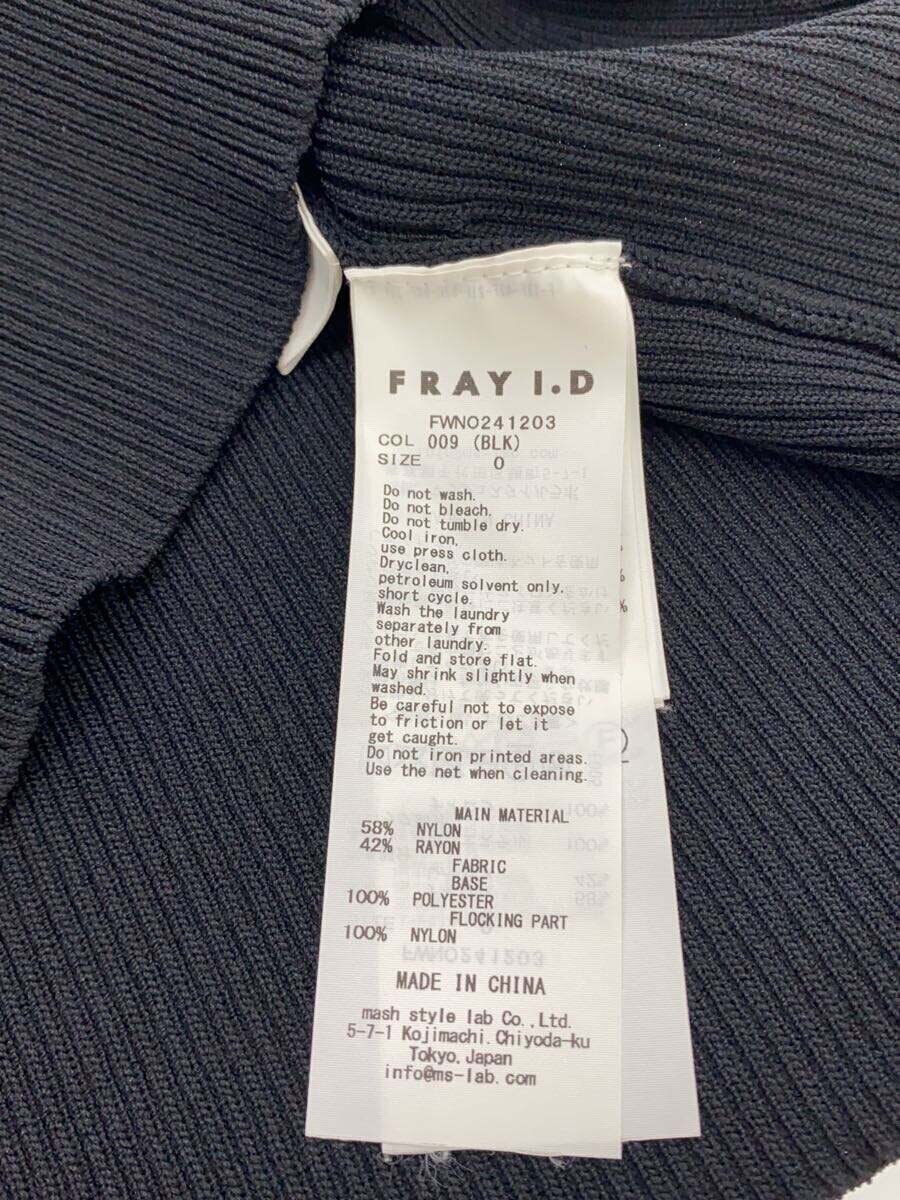 FRAY I.D
FWNO241203
COL 009 (BLK)
SIZE 0
Do not wash.
Do not bleach.
Do not tumble dry.
Cool iron,
use press cloth.
Dryclean,
petroleum solvent only.
short cycle.
Wash the laundry
separately from
other laundry.
Fold and store flat.
May shrink slightly when
washed.
Be careful not to expose
to friction or let it
get caught.
Do not iron printed areas.
Use the net when cleaning.
MAIN MATERIAL
58% NYLON
42% RAYON
FABRIC
BASE
100% POLYESTER
FLOCKING PART
100% NYLON
MADE IN CHINA
mash style lab Co.,Ltd.
5-7-1 Kojimachi.Chiyoda-ku
Tokyo.Japan
info@ms-lab.com